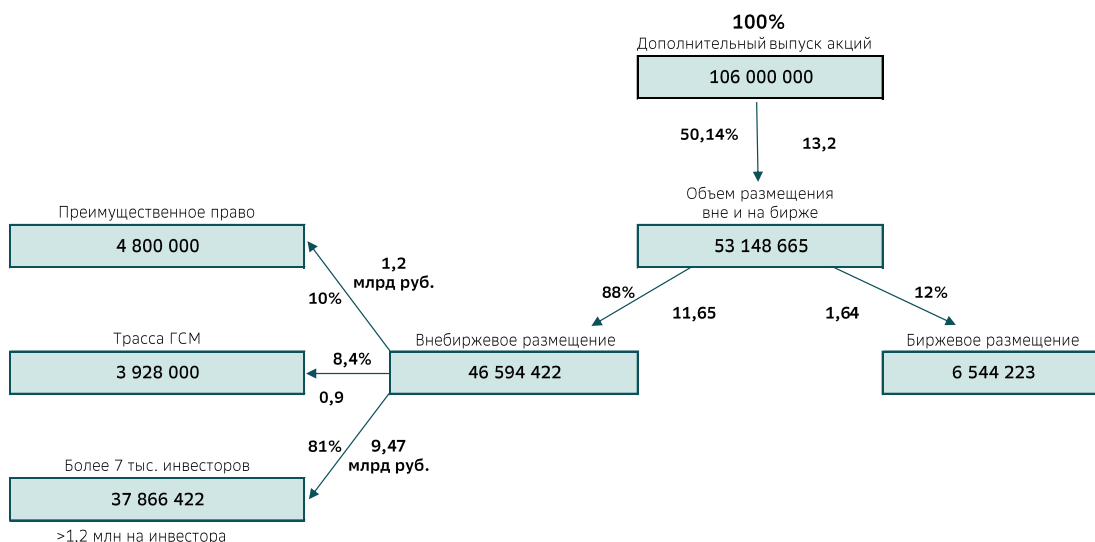 100%
Дополнительный выпуск акций
106 000 000
50,14%
13,2
Объем размещения
вне и на бирже
53 148 665
88%
11,65
1,64
12%
Преимущественное право
4 800 000
1,2
млрд руб.
10%
Трасса ГСМ
3 928 000
8,4%
0,9
Внебиржевое размещение
46 594 422
Биржевое размещение
6 544 223
81%
9,47
млрд руб.
Более 7 тыс. инвесторов
37 866 422
>1,2 млн на инвестора